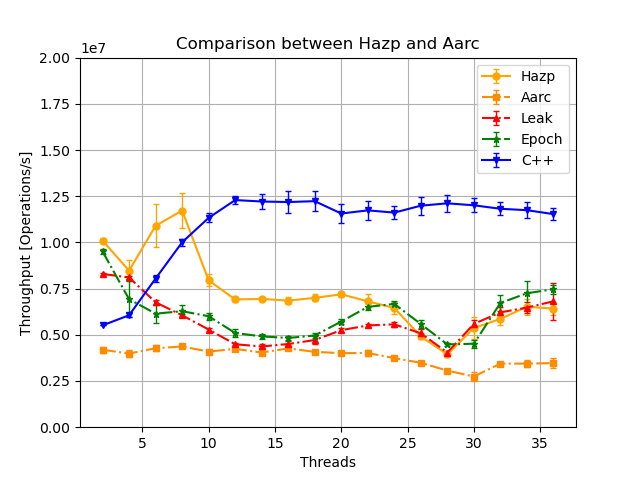 Comparison between Hazp and Aarc
1e7
2.00
1.75
1.50
1.25
1.00
0.75
0.50
0.25
0.00
Throughput [Operations/s]
5
10
15
20
25
30
35
Threads
Hazp
Aarc
Leak
Epoch
C++